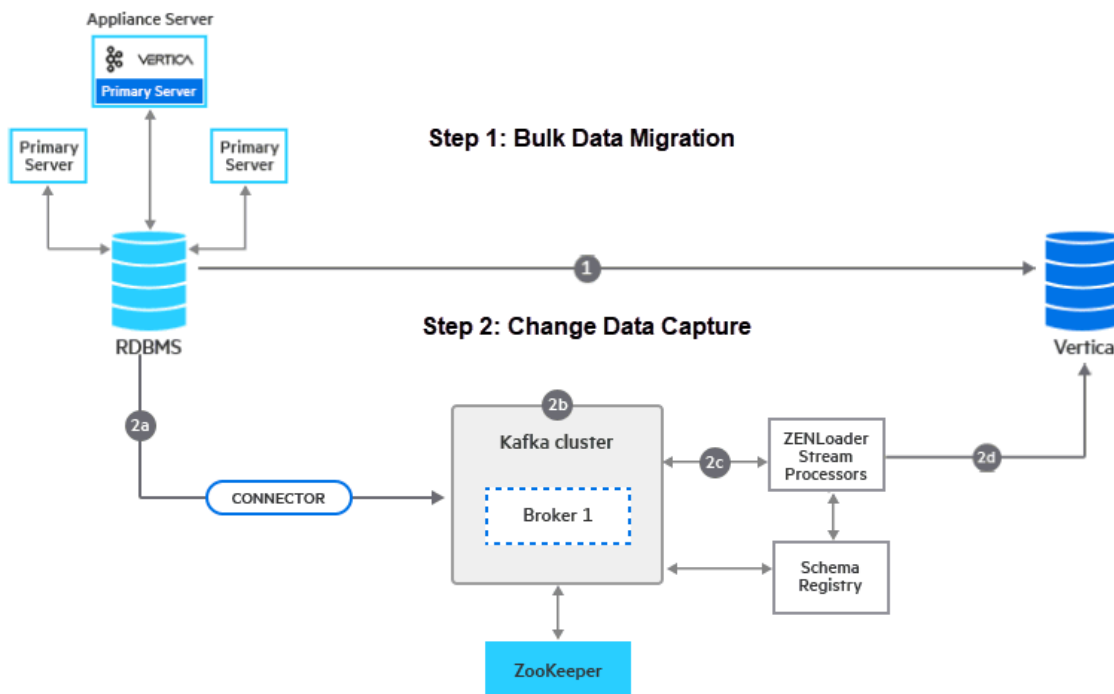 Appliance Server
VERTICA
Primary Server
Primary
Server
Primary
Server
Step 1: Bulk Data Migration
1
Step 2: Change Data Capture
RDBMS
Vertica
2a
2b
Kafka cluster
2c
ZENLoader
Stream
Processors
2d
CONNECTOR
Broker 1
Schema
Registry
ZooKeeper